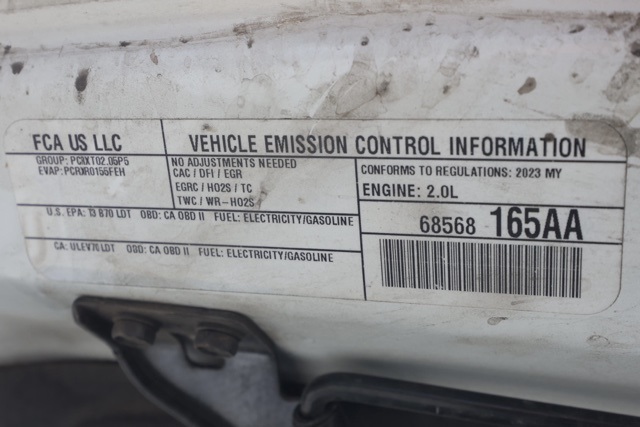 FCA US LLC
VEHICLE EMISSION CONTROL INFORMATION
GROUP: PCRXT02.05P5
EVAP: PCRXR0155FEH
NO ADJUSTMENTS NEEDED
CAC / DFI / EGR
EGRC / HO2S / TC
TWC / WR-HO2S
CONFORMS TO REGULATIONS: 2023 MY
ENGINE: 2.0L
U.S. EPA: T3 B70 LDT OBD: CA OBD II FUEL: ELECTRICITY/GASOLINE
CA: ULEV70 LDT OBD: CA OBD II FUEL: ELECTRICITY/GASOLINE
68568 165AA